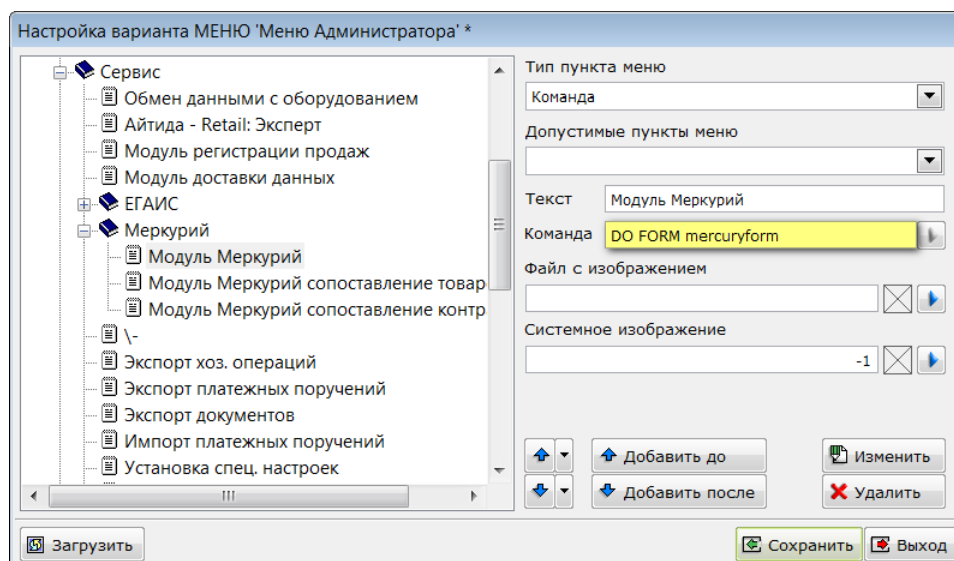 Настройка варианта МЕНЮ 'Меню Администратора' *
Сервис
Обмен данными с оборудованием
Айтида - Retail: Эксперт
Модуль регистрации продаж
Модуль доставки данных
ЕГАИС
Меркурий
Модуль Меркурий
Модуль Меркурий сопоставление товар
Модуль Меркурий сопоставление контр
\-
Экспорт хоз. операций
Экспорт платежных поручений
Экспорт документов
Импорт платежных поручений
Установка спец. настроек
Тип пункта меню
Команда
Допустимые пункты меню
Текст Модуль Меркурий
Команда DO FORM mercuryform
Файл с изображением
Системное изображение
-1
Добавить до Изменить
Добавить после Удалить
Загрузить Сохранить Выход